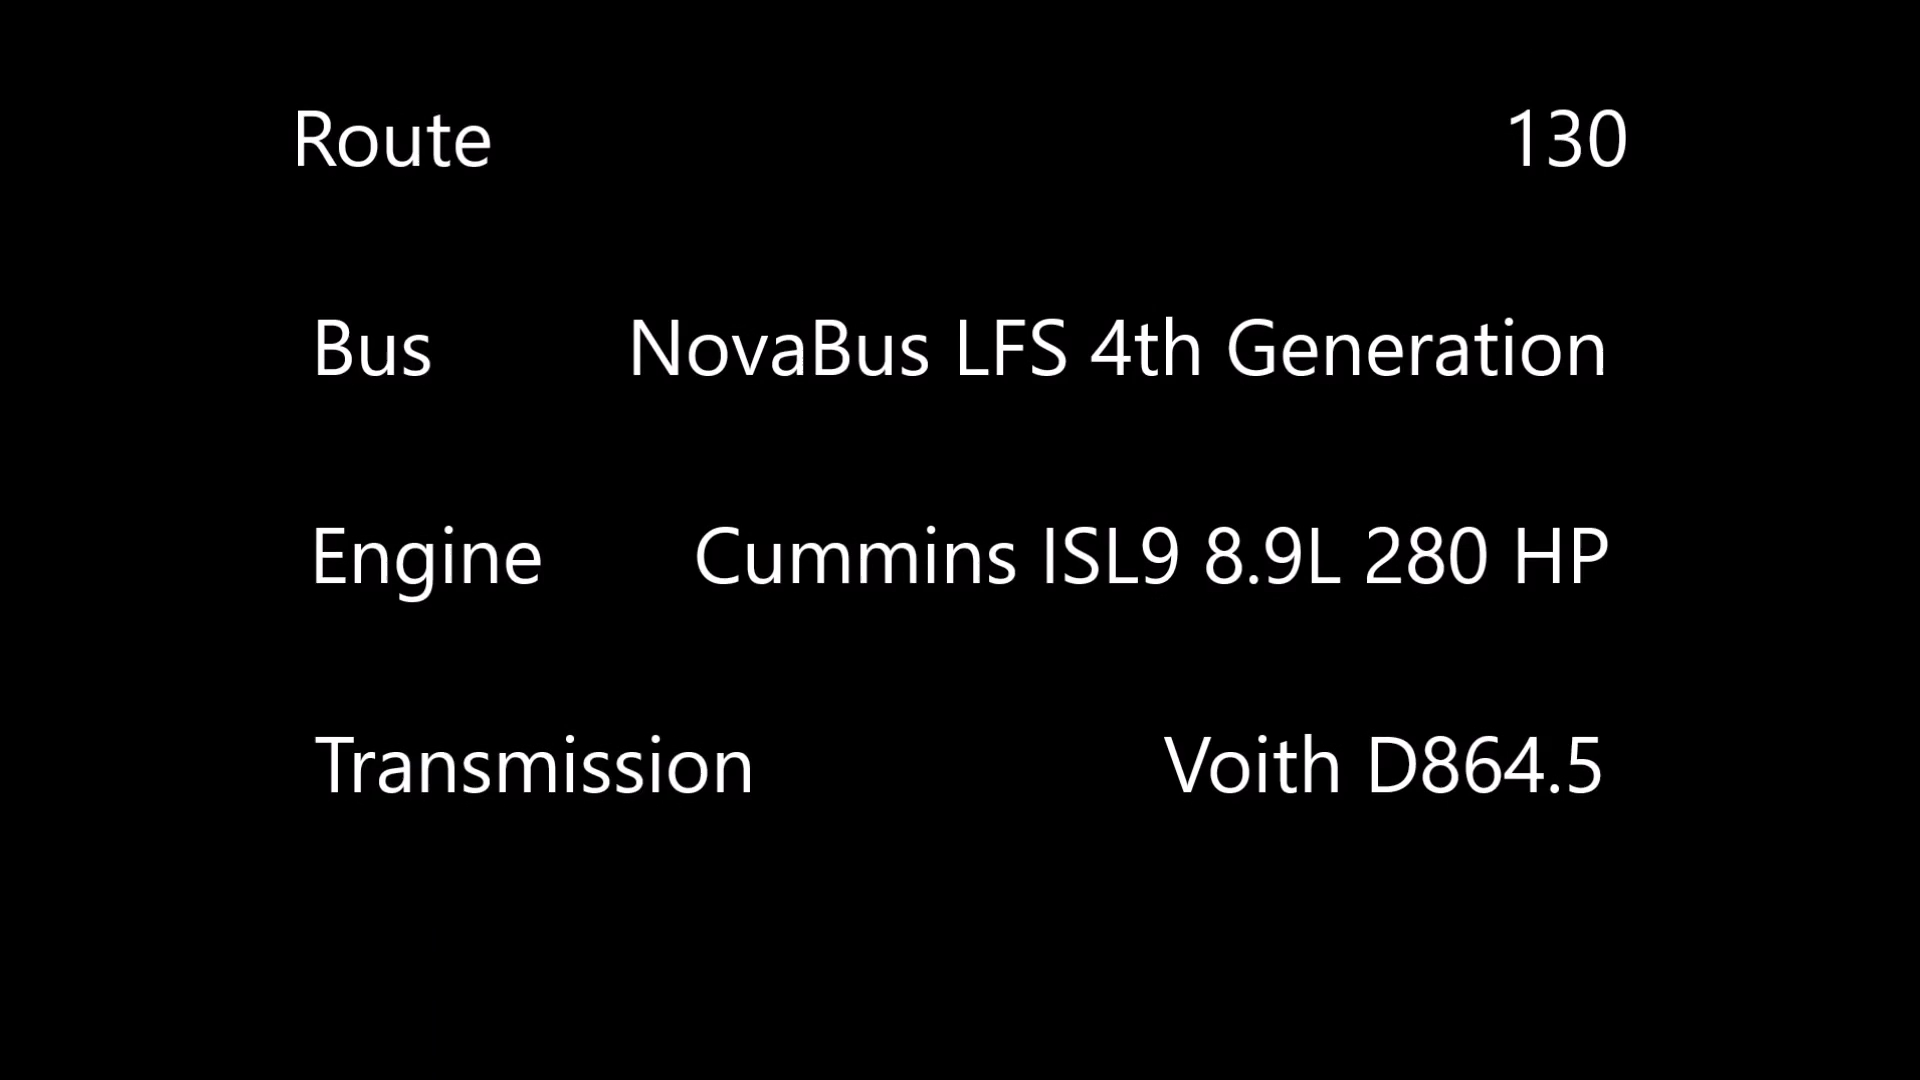 Route 130
Bus NovaBus LFS 4th Generation
Engine Cummins ISL9 8.9L 280 HP
Transmission Voith D864.5